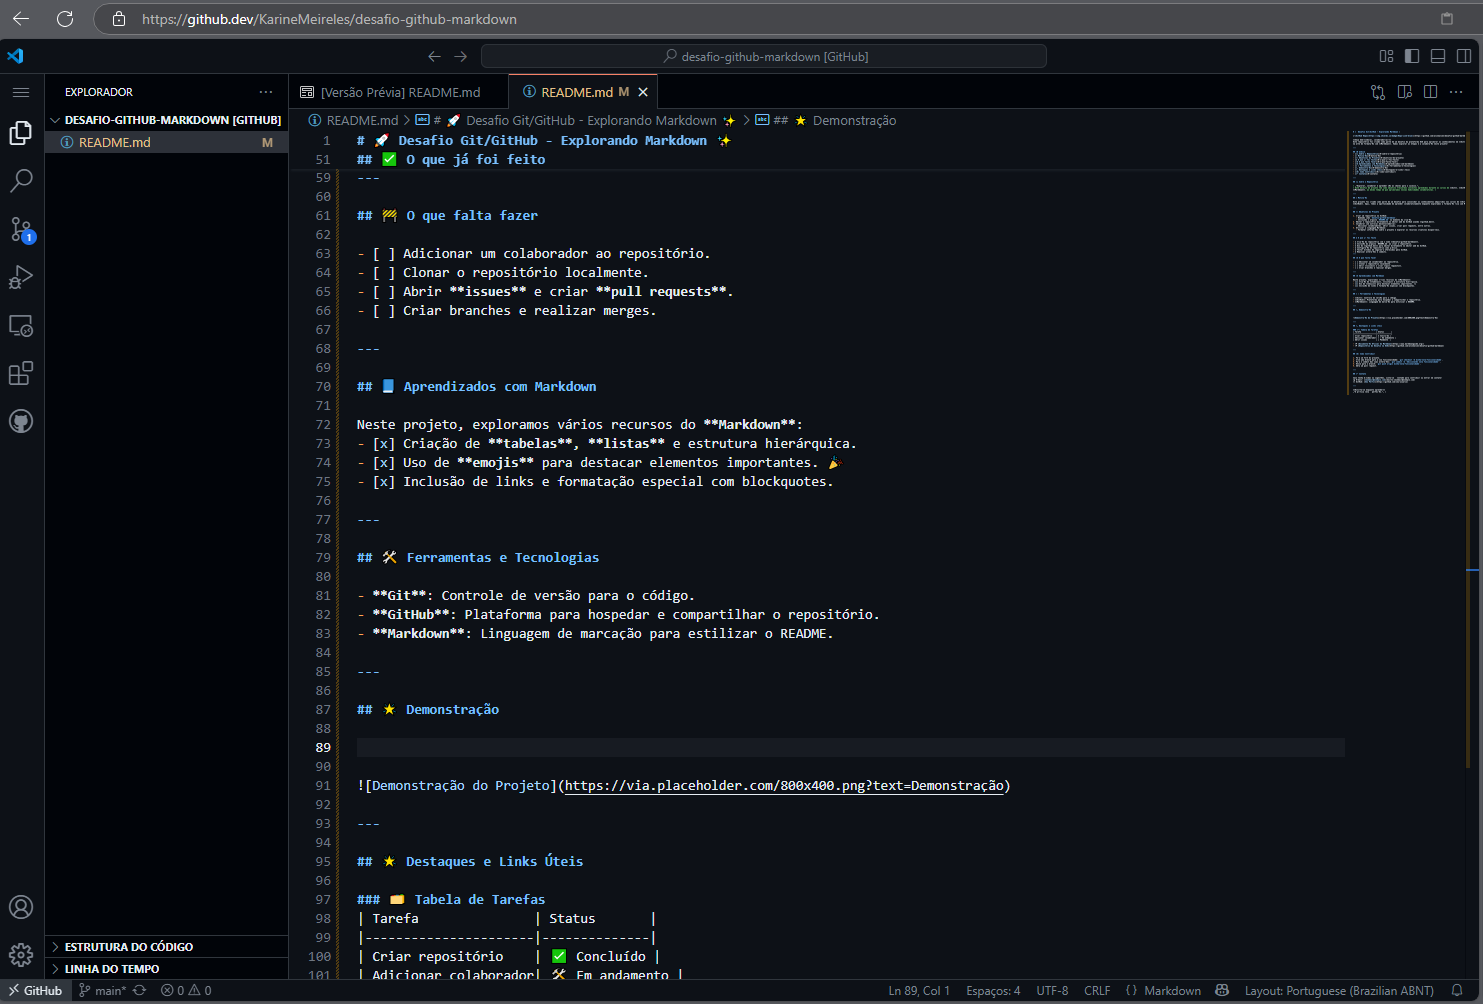 https://github.dev/KarineMeireles/desafio-github-markdown
desafio-github-markdown [GitHub]
EXPLORADOR
[Versão Prévia] README.md
README.md M
DESAFIO-GITHUB-MARKDOWN [GITHUB]
README.md > # 🚀 Desafio Git/GitHub - Explorando Markdown ✨ > ## ⭐ Demonstração
README.md M
1 # 🚀 Desafio Git/GitHub - Explorando Markdown ✨
51 ## ✅ O que já foi feito
59 ---
60
61 ## 🚧 O que falta fazer
62
63 - [ ] Adicionar um colaborador ao repositório.
64 - [ ] Clonar o repositório localmente.
65 - [ ] Abrir **issues** e criar **pull requests**.
66 - [ ] Criar branches e realizar merges.
67
68 ---
69
70 ## 📘 Aprendizados com Markdown
71
72 Neste projeto, exploramos vários recursos do **Markdown**:
73 - [x] Criação de **tabelas**, **listas** e estrutura hierárquica.
74 - [x] Uso de **emojis** para destacar elementos importantes. 🎉
75 - [x] Inclusão de links e formatação especial com blockquotes.
76
77 ---
78
79 ## 🛠️ Ferramentas e Tecnologias
80
81 - **Git**: Controle de versão para o código.
82 - **GitHub**: Plataforma para hospedar e compartilhar o repositório.
83 - **Markdown**: Linguagem de marcação para estilizar o README.
84
85 ---
86
87 ## ⭐ Demonstração
88
89
90
91 ![Demonstração do Projeto](https://via.placeholder.com/800x400.png?text=Demonstração)
92
93 ---
94
95 ## ⭐ Destaques e Links Úteis
96
97 ### 🗂️ Tabela de Tarefas
98 | Tarefa | Status |
99 |----------------------|--------------|
100 | Criar repositório | ✅ Concluído |
101 | Adicionar colaborador| 🛠️ Em andamento |
1
ESTRUTURA DO CÓDIGO
LINHA DO TEMPO
GitHub main* 0 0 Ln 89, Col 1 Espaços: 4 UTF-8 CRLF {} Markdown Layout: Portuguese (Brazilian ABNT)